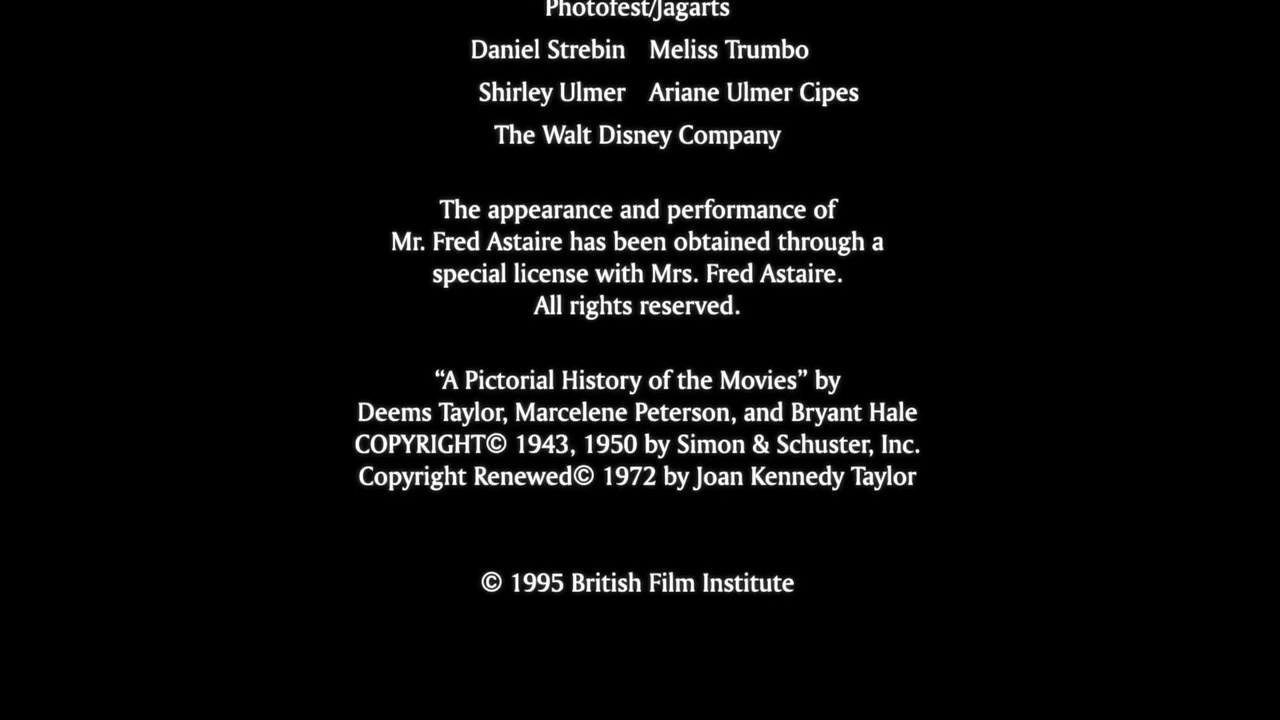 Photofest/Jagarts
Daniel Strebin Meliss Trumbo
Shirley Ulmer Ariane Ulmer Cipes
The Walt Disney Company
The appearance and performance of
Mr. Fred Astaire has been obtained through a
special license with Mrs. Fred Astaire.
All rights reserved.
“A Pictorial History of the Movies” by
Deems Taylor, Marcelene Peterson, and Bryant Hale
COPYRIGHT© 1943, 1950 by Simon & Schuster, Inc.
Copyright Renewed© 1972 by Joan Kennedy Taylor
© 1995 British Film Institute